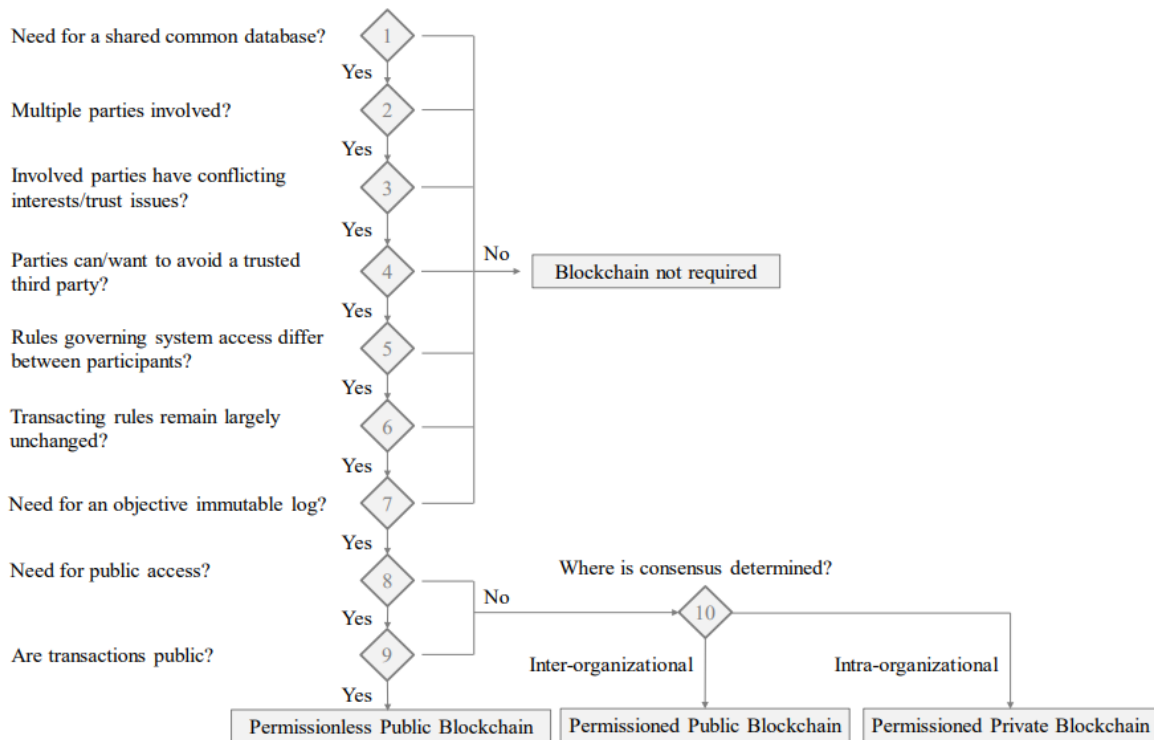 Need for a shared common database?
1
Yes
Multiple parties involved?
2
Yes
Involved parties have conflicting
interests/trust issues?
3
Yes
Parties can/want to avoid a trusted
third party?
4
No
Blockchain not required
Yes
Rules governing system access differ
between participants?
5
Yes
Transacting rules remain largely
unchanged?
6
Yes
Need for an objective immutable log?
7
Yes
Need for public access?
8
Where is consensus determined?
No
10
Yes
Are transactions public?
9
Inter-organizational
Intra-organizational
Yes
Permissionless Public Blockchain
Permissioned Public Blockchain
Permissioned Private Blockchain